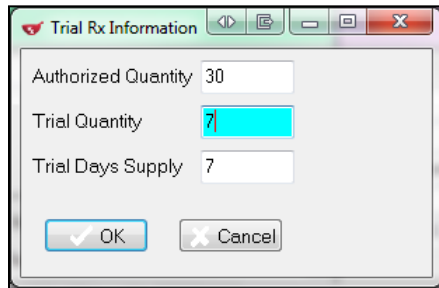 Trial Rx Information
Authorized Quantity 30
Trial Quantity 7
Trial Days Supply 7
OK Cancel